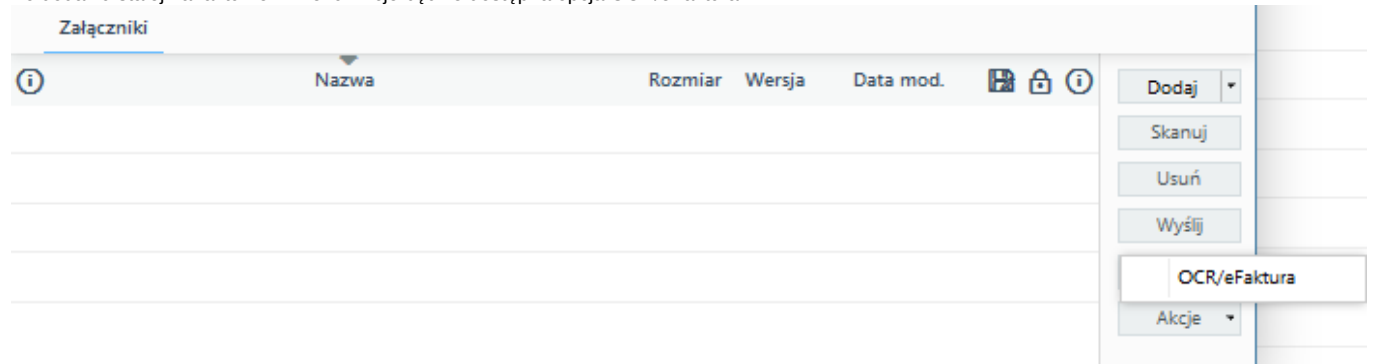 Załączniki
Nazwa Rozmiar Wersja Data mod.
Dodaj
Skanuj
Usuń
Wyślij
OCR/eFaktura
Akcje